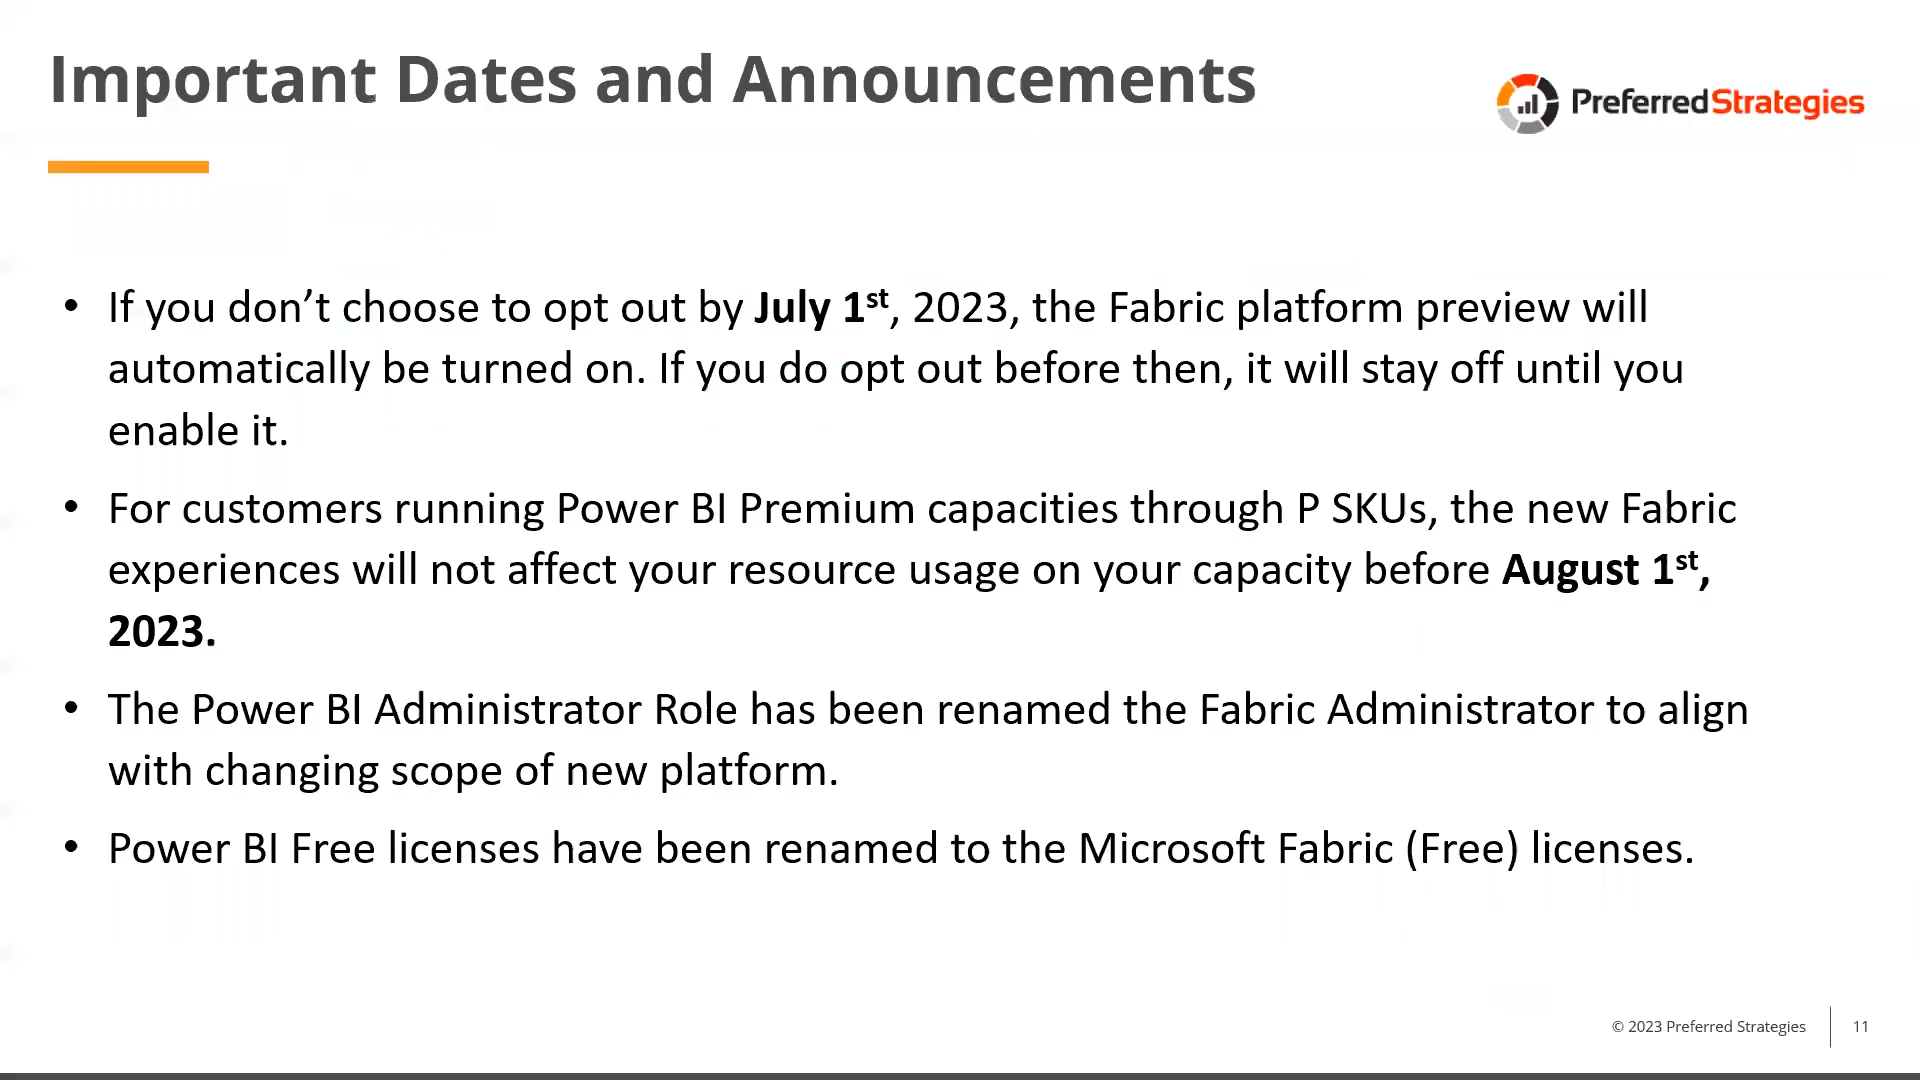 Important Dates and Announcements
PreferredStrategies
• If you don’t choose to opt out by July 1st, 2023, the Fabric platform preview will
automatically be turned on. If you do opt out before then, it will stay off until you
enable it.
• For customers running Power BI Premium capacities through P SKUs, the new Fabric
experiences will not affect your resource usage on your capacity before August 1st,
2023.
• The Power BI Administrator Role has been renamed the Fabric Administrator to align
with changing scope of new platform.
• Power BI Free licenses have been renamed to the Microsoft Fabric (Free) licenses.
© 2023 Preferred Strategies
11